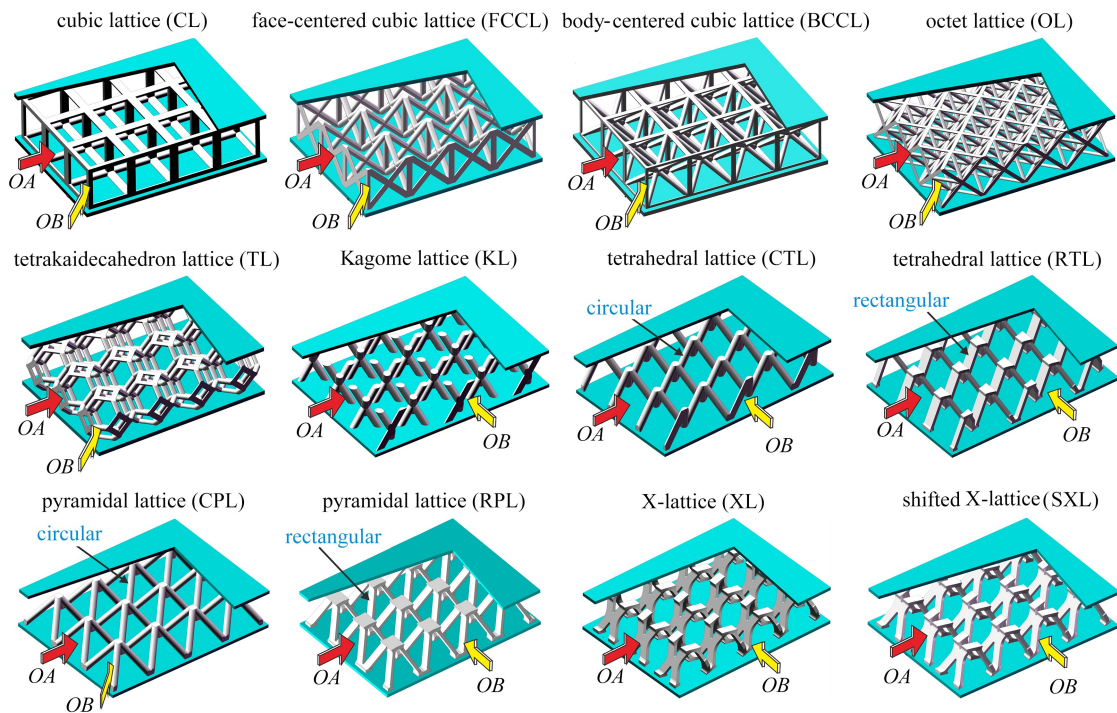 cubic lattice (CL)
face-centered cubic lattice (FCCL)
body-centered cubic lattice (BCCL)
octet lattice (OL)
OA
OB
OA
OB
OA
OB
OA
OB
tetrakaidecahedron lattice (TL)
Kagome lattice (KL)
tetrahedral lattice (CTL)
tetrahedral lattice (RTL)
circular
rectangular
OA
OB
OA
OB
OA
OB
OA
OB
pyramidal lattice (CPL)
pyramidal lattice (RPL)
X-lattice (XL)
shifted X-lattice (SXL)
circular
rectangular
OA
OB
OA
OB
OA
OB
OA
OB